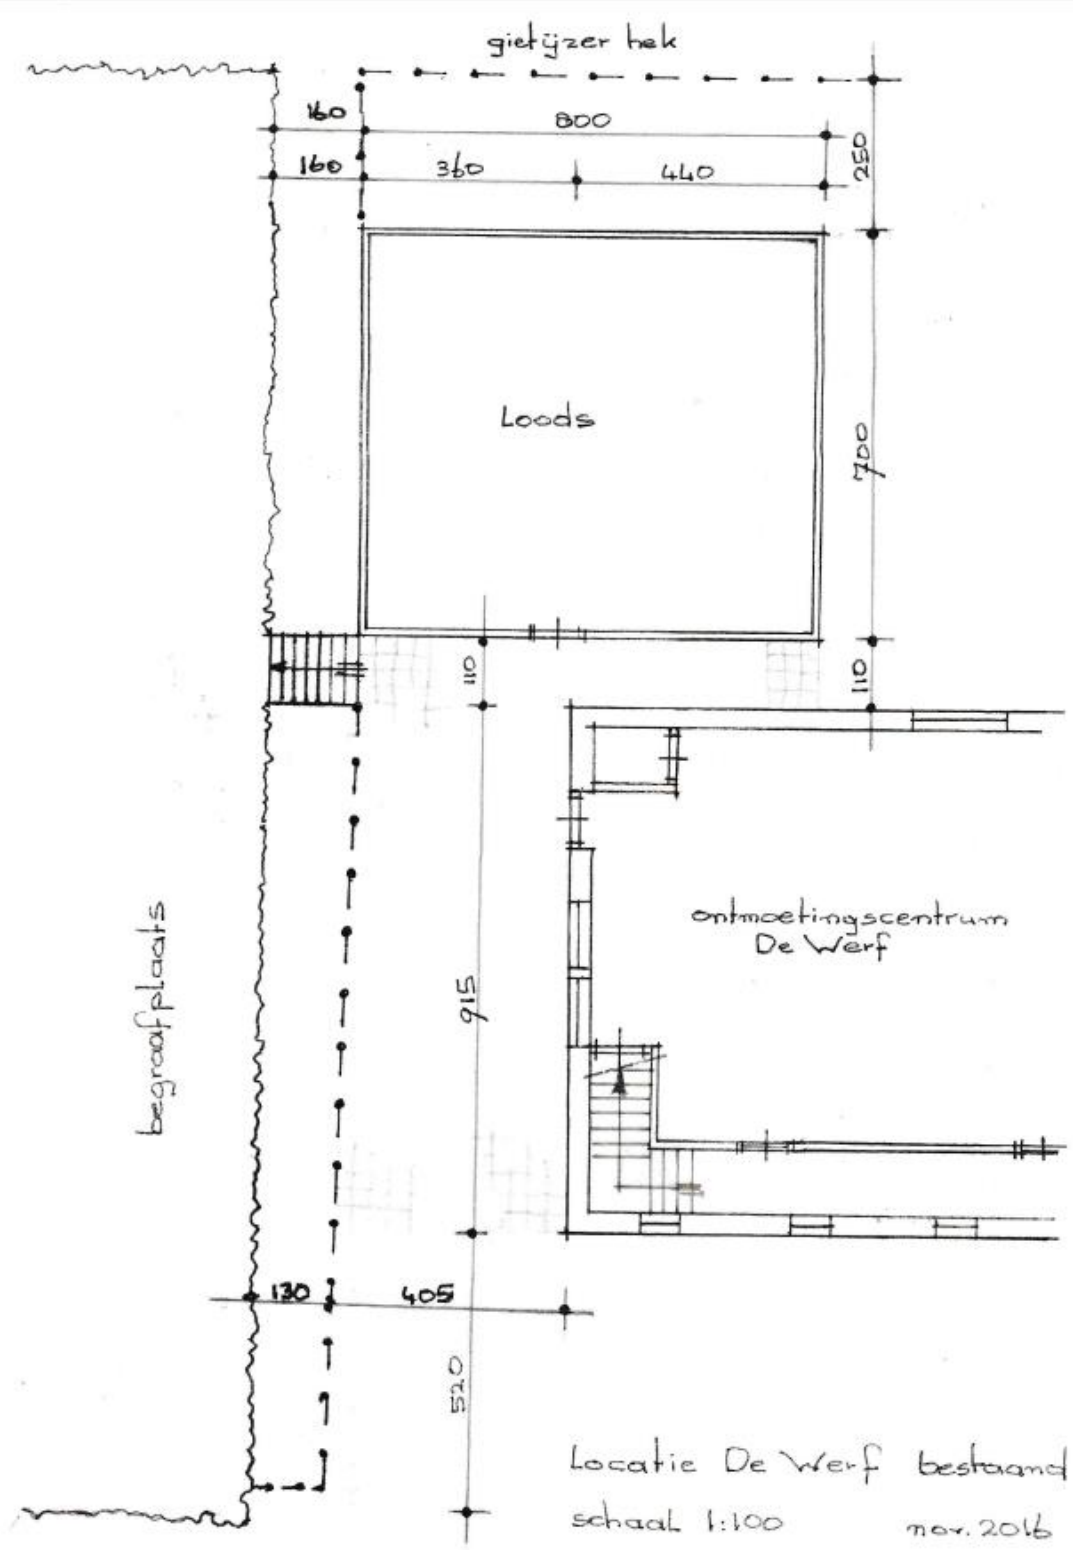 gietijzer hek
160
800
160
360
440
250
Loods
700
110
110
ontmoetingscentrum
De Werf
begraafplaats
915
130
405
520
Locatie De Werf bestaand
schaal 1:100 nov. 2016